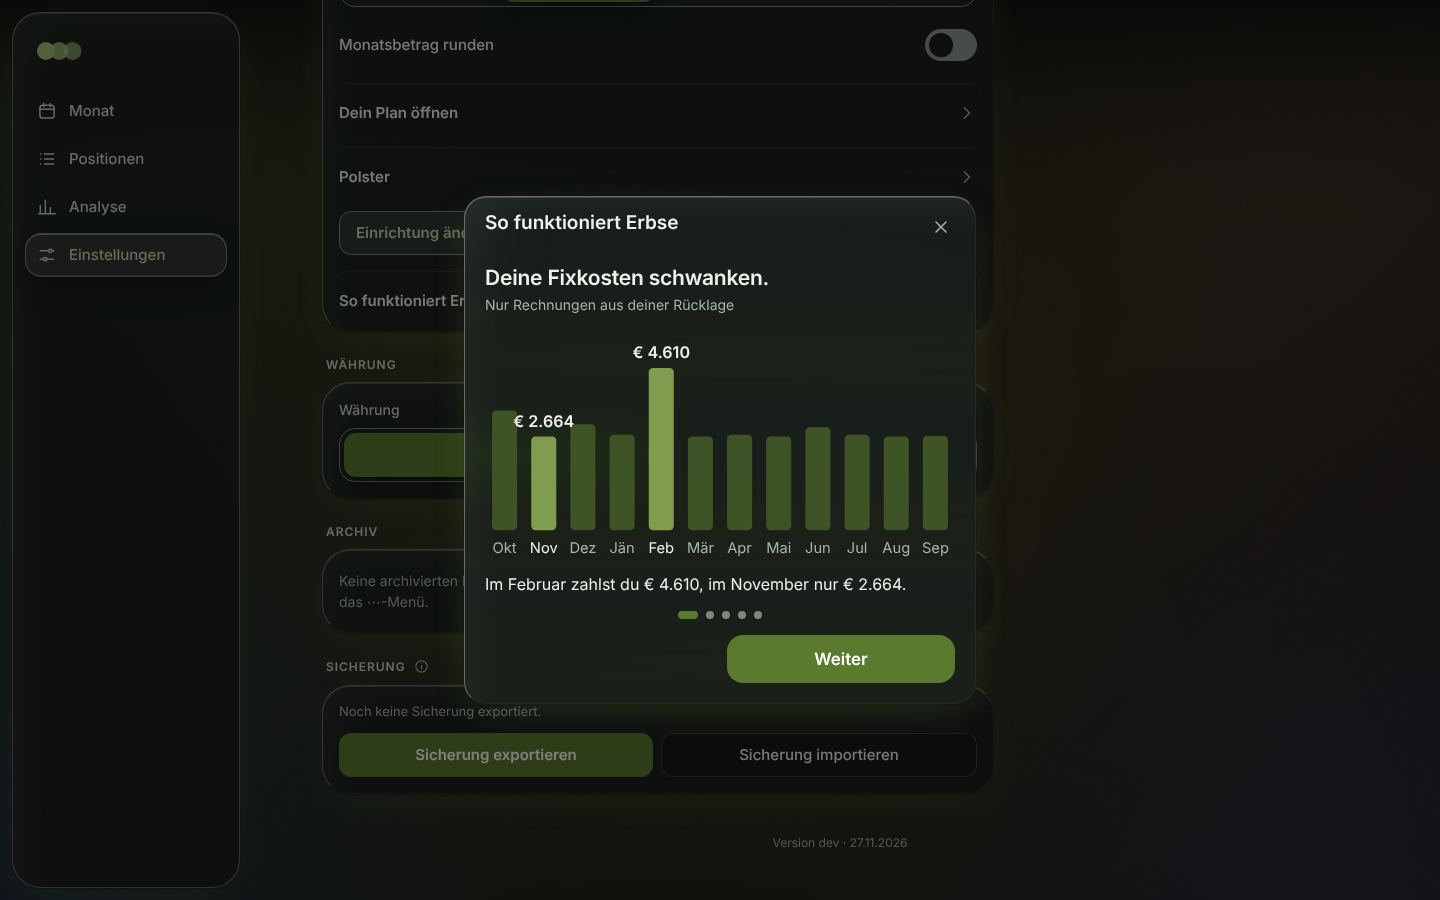 Monat
Positionen
Analyse
Einstellungen
Monatsbetrag runden
Dein Plan öffnen
Polster
Einrichtung änd
So funktioniert Er
WÄHRUNG
Währung
ARCHIV
Keine archivierten
das ···-Menü.
SICHERUNG
Noch keine Sicherung exportiert.
Sicherung exportieren
Sicherung importieren
Version dev · 27.11.2026
So funktioniert Erbse
Deine Fixkosten schwanken.
Nur Rechnungen aus deiner Rücklage
€ 4.610
€ 2.664
Okt Nov Dez Jän Feb Mär Apr Mai Jun Jul Aug Sep
Im Februar zahlst du € 4.610, im November nur € 2.664.
Weiter